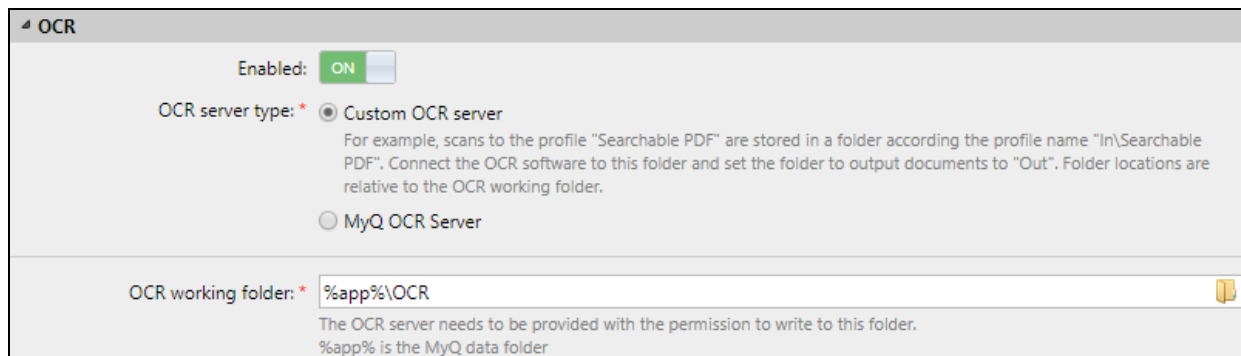 OCR
Enabled: ON
OCR server type: * Custom OCR server
For example, scans to the profile "Searchable PDF" are stored in a folder according the profile name "In\Searchable
PDF". Connect the OCR software to this folder and set the folder to output documents to "Out". Folder locations are
relative to the OCR working folder.
MyQ OCR Server
OCR working folder: * %app%\OCR
The OCR server needs to be provided with the permission to write to this folder.
%app% is the MyQ data folder